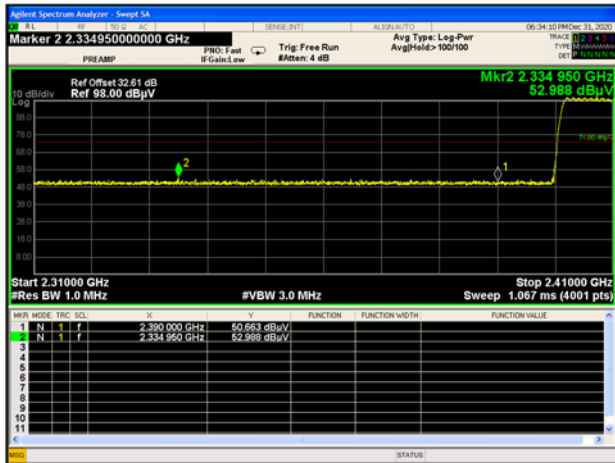 Agilent Spectrum Analyzer - Swept SA
RL RF 50 Ω AC SENSE:INT ALIGN AUTO 06:34:10 PM Dec 31, 2020
Marker 2 2.334950000000 GHz
PREAMP
PNO: Fast
IFGain:Low
Trig: Free Run
#Atten: 4 dB
Avg Type: Log-Pwr
Avg|Hold:>100/100
TRACE 1 2 3 4 5 6
TYPE
DET P N N N N N
Ref Offset 32.61 dB
10 dB/div Ref 98.00 dBµV
Mkr2 2.334 950 GHz
52.988 dBµV
Log
88.0
78.0
68.0
58.0
48.0
38.0
28.0
18.0
8.00
2
1
Start 2.31000 GHz Stop 2.41000 GHz
#Res BW 1.0 MHz #VBW 3.0 MHz Sweep 1.067 ms (4001 pts)
MKR MODE TRC SCL X Y FUNCTION FUNCTION WIDTH FUNCTION VALUE
1 N 1 f 2.390 000 GHz 50.663 dBµV
2 N 1 f 2.334 950 GHz 52.988 dBµV
3
4
5
6
7
8
9
10
11
MSG STATUS